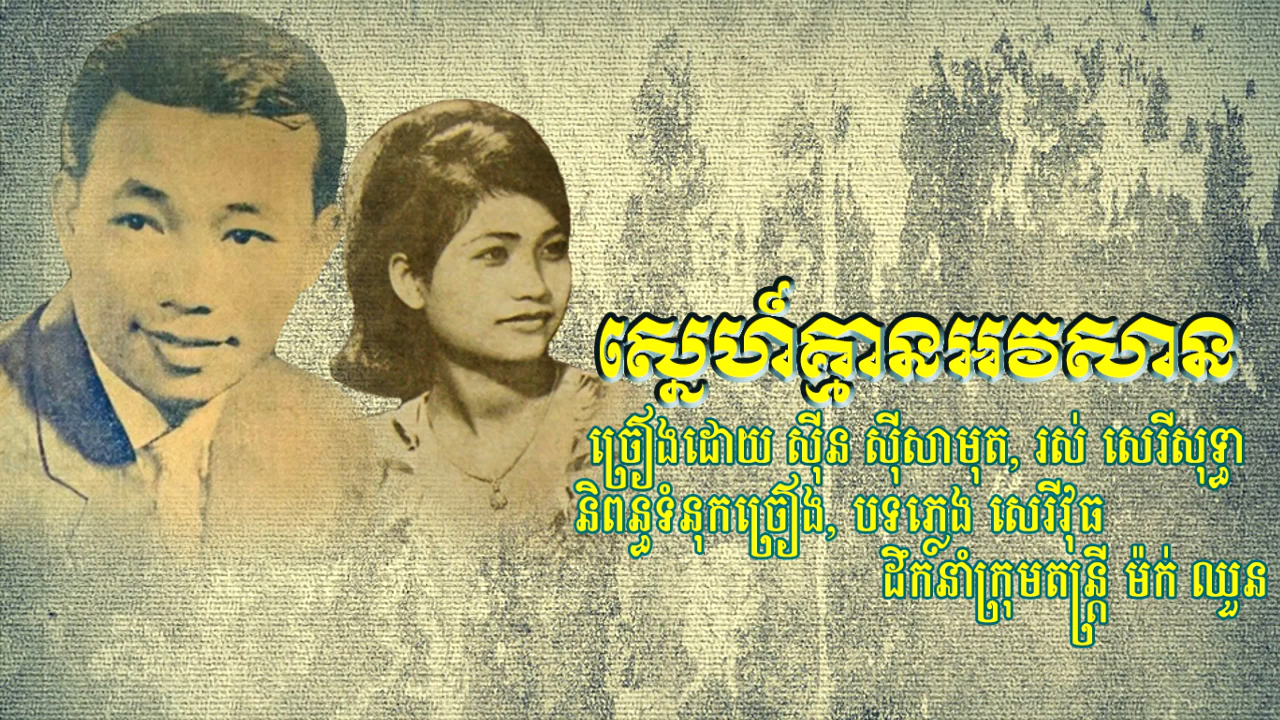 ស្នេហ៍គ្មានអវសាន
ច្រៀងដោយ ស៊ីន ស៊ីសាមុត, រស់ សេរីសុទ្ធា
និពន្ធទំនុកច្រៀង, បទភ្លេង សេរីវុធ
ដឹកនាំក្រុមតន្ត្រី ម៉ក់ ឈួន